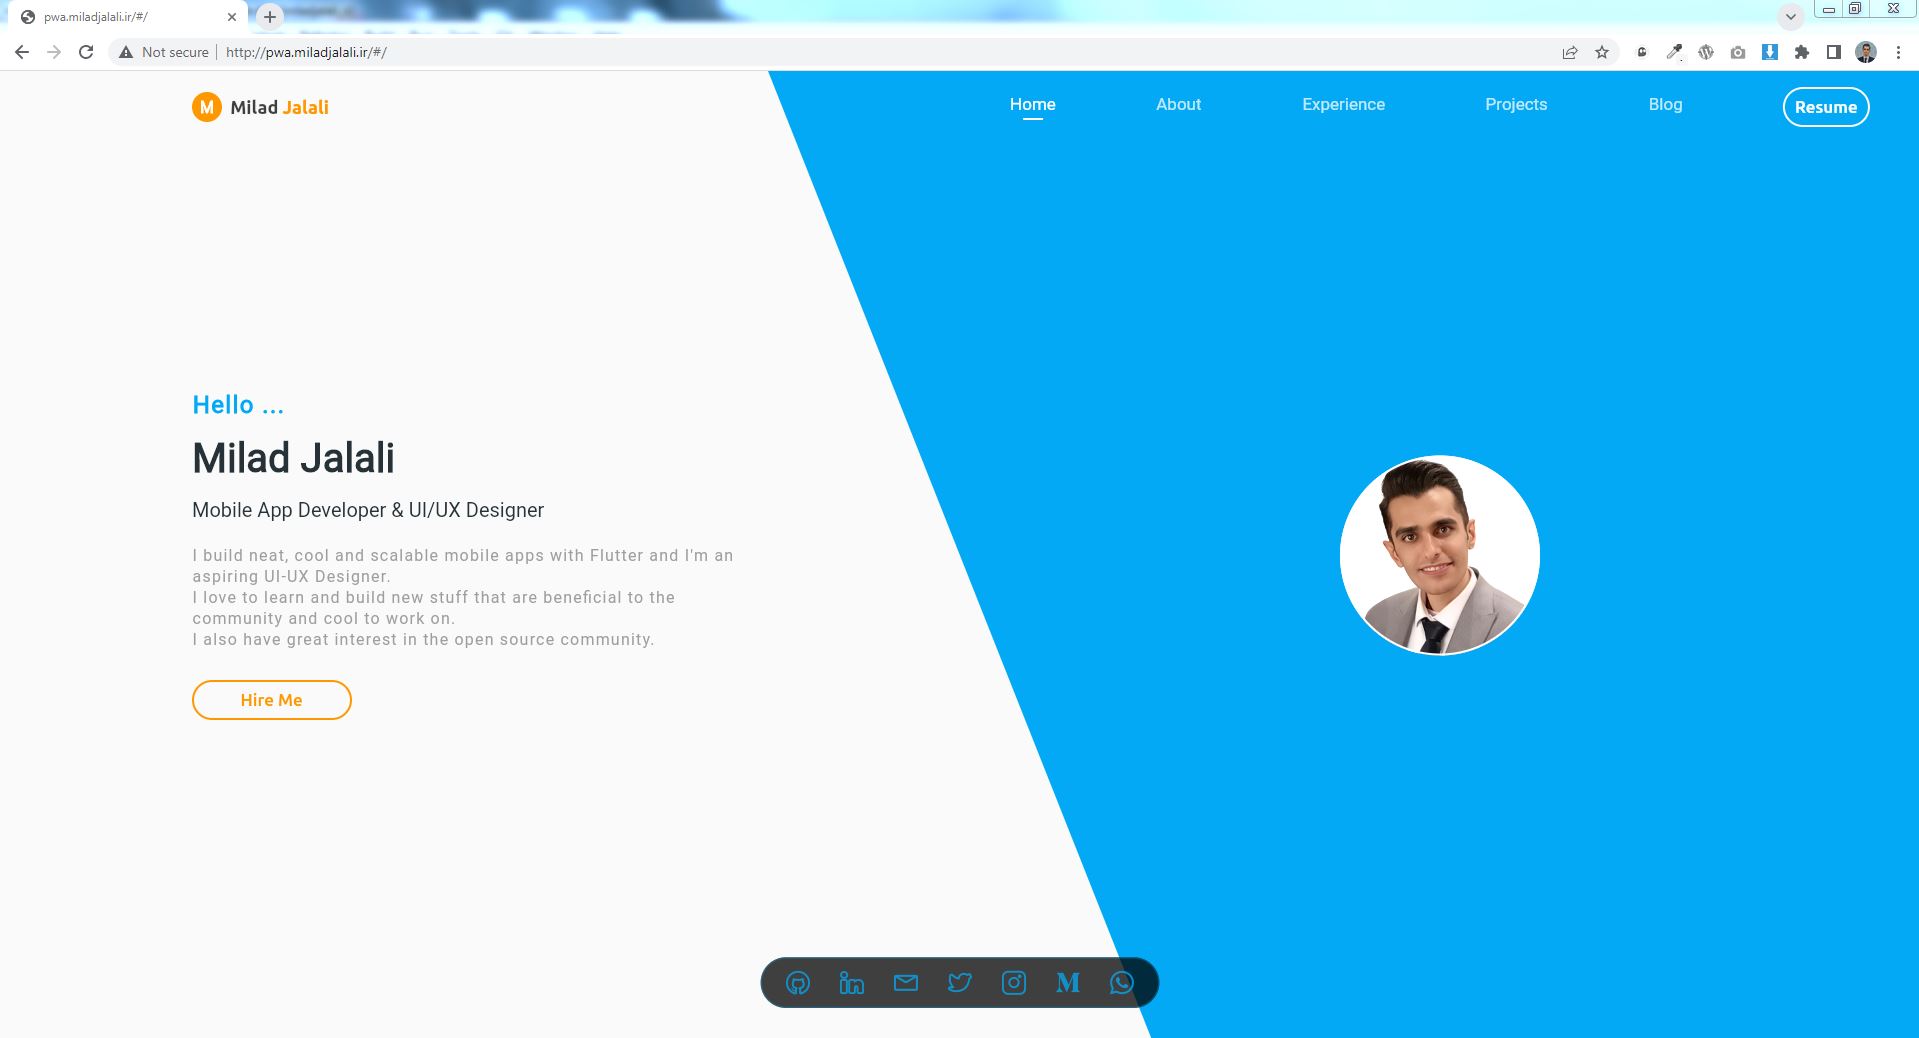 pwa.miladjalali.ir/#/
Not secure
http://pwa.miladjalali.ir/#/
M Milad Jalali
Home
About
Experience
Projects
Blog
Resume
Hello ...
Milad Jalali
Mobile App Developer & UI/UX Designer
I build neat, cool and scalable mobile apps with Flutter and I'm an
aspiring UI-UX Designer.
I love to learn and build new stuff that are beneficial to the
community and cool to work on.
I also have great interest in the open source community.
Hire Me
M